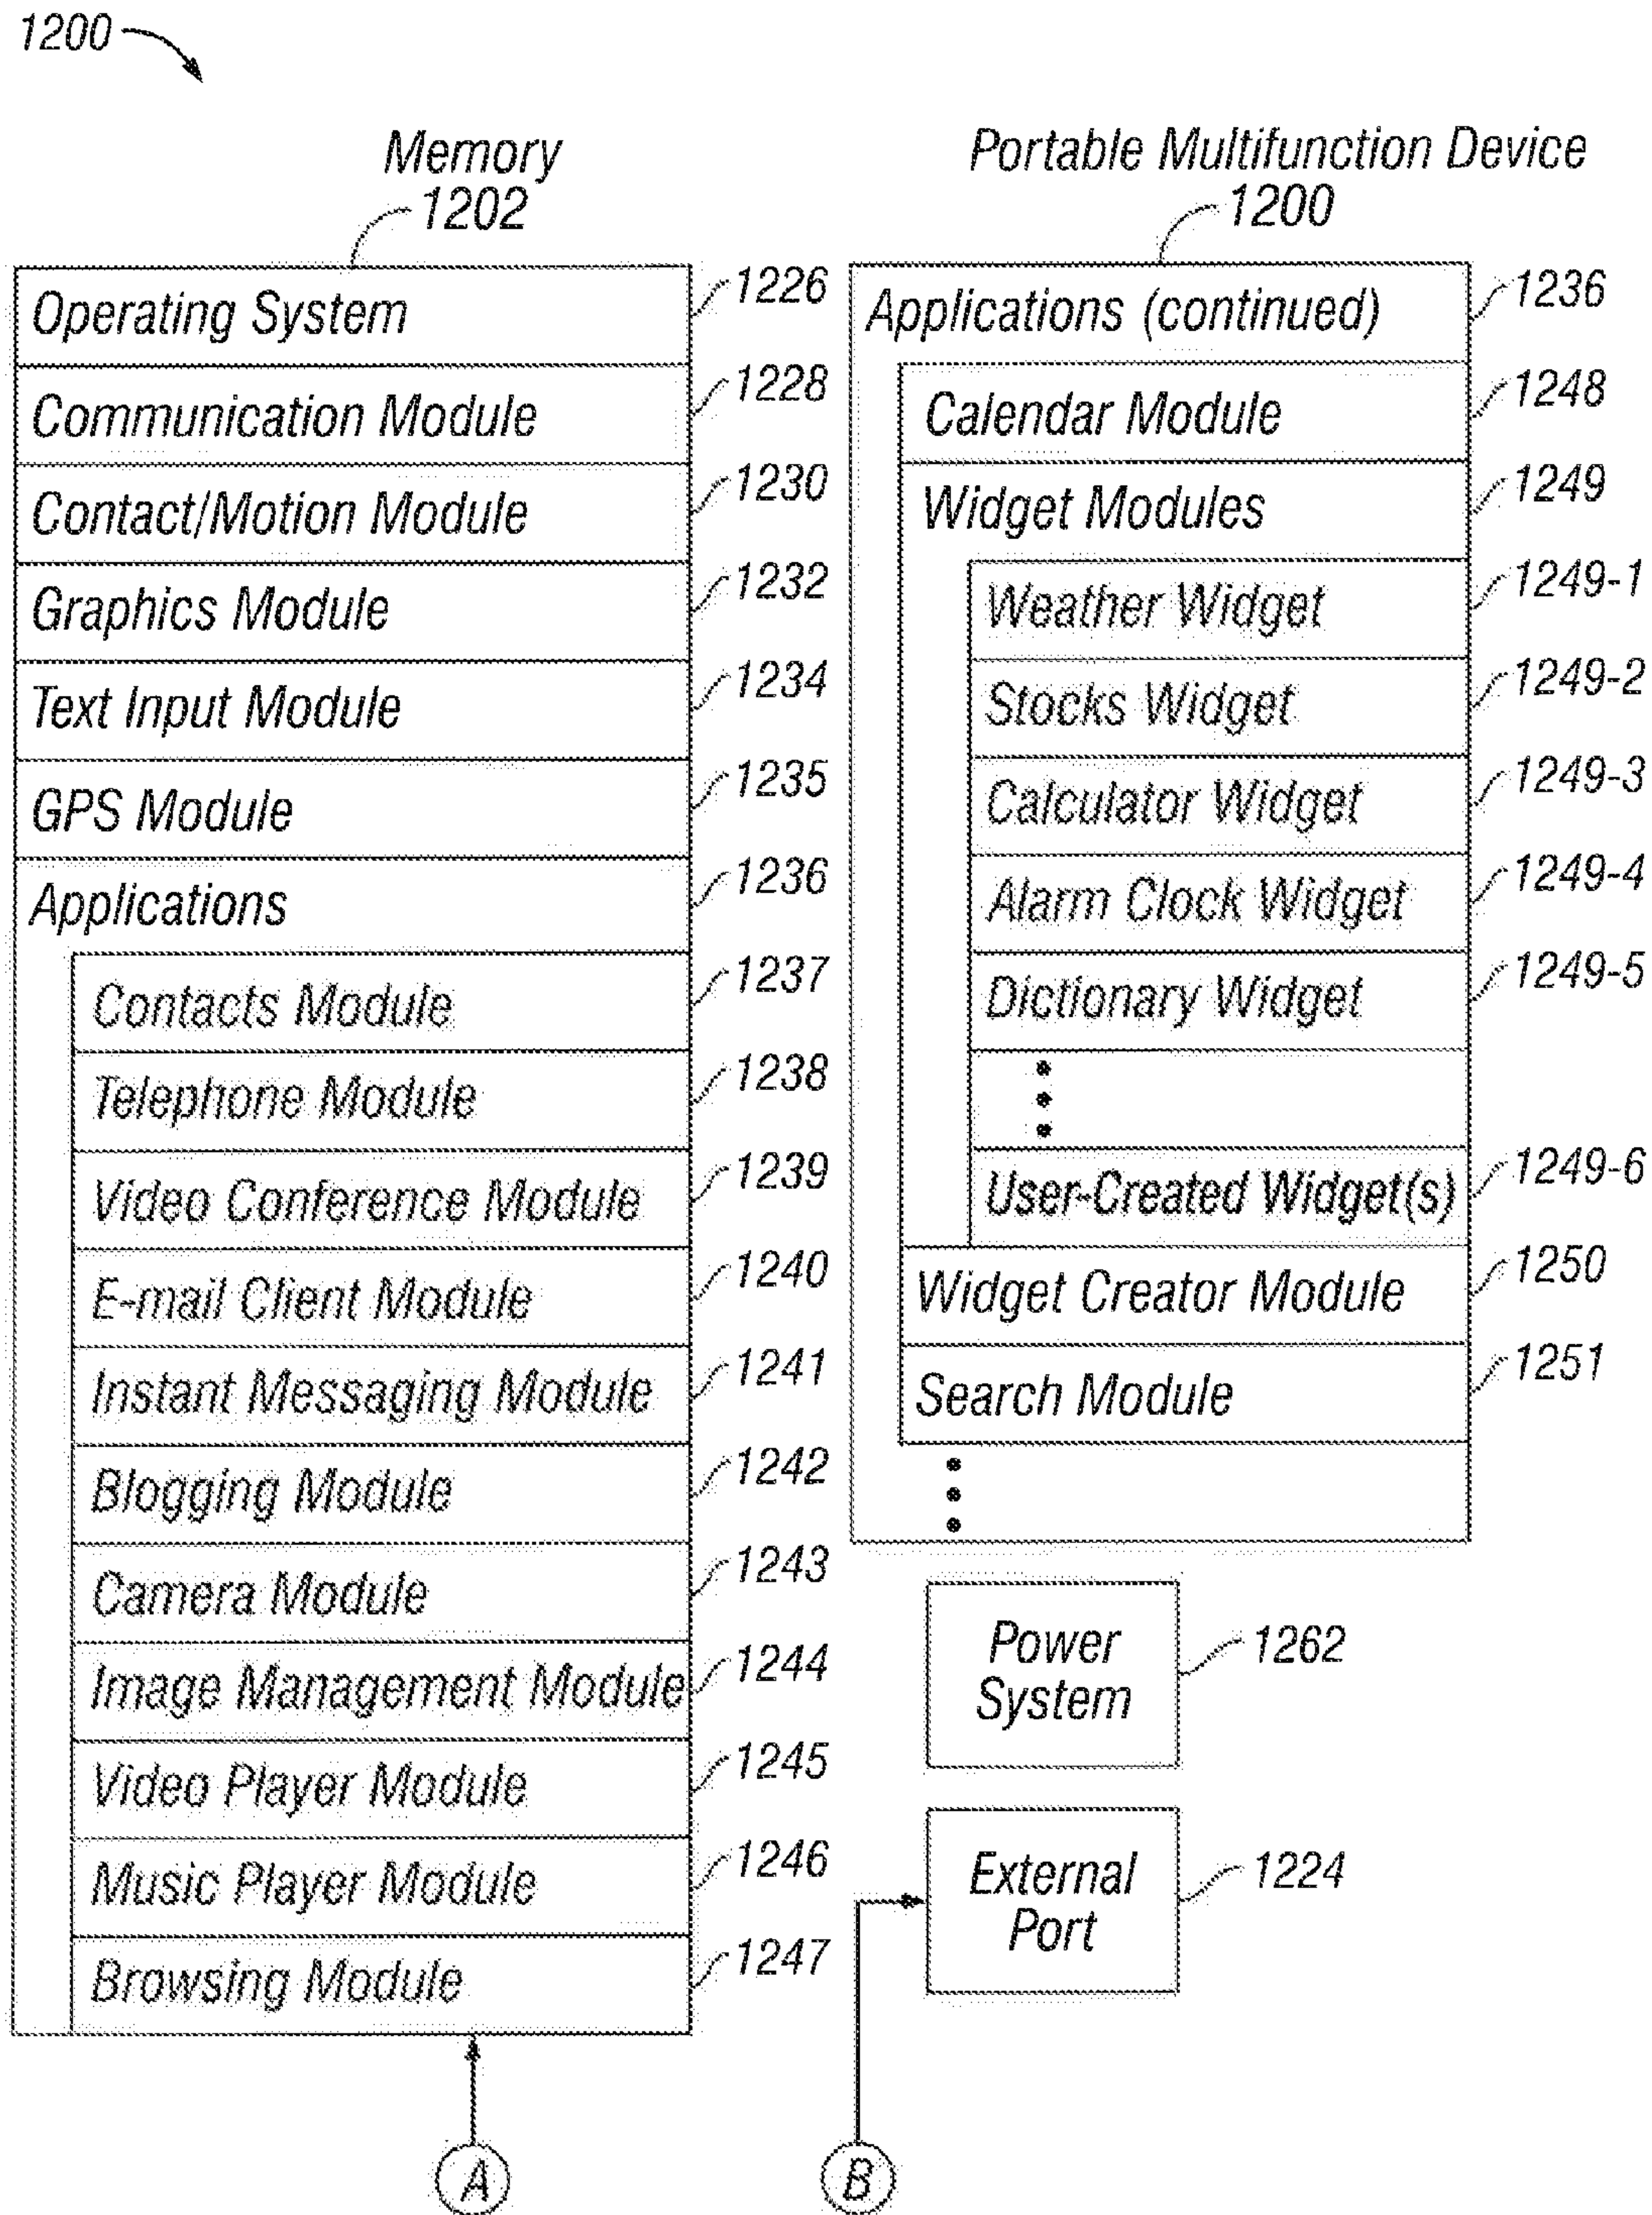 1200
Memory
1202
Operating System 1226
Communication Module 1228
Contact/Motion Module 1230
Graphics Module 1232
Text Input Module 1234
GPS Module 1235
Applications 1236
Contacts Module 1237
Telephone Module 1238
Video Conference Module 1239
E-mail Client Module 1240
Instant Messaging Module 1241
Blogging Module 1242
Camera Module 1243
Image Management Module 1244
Video Player Module 1245
Music Player Module 1246
Browsing Module 1247
A
Portable Multifunction Device
1200
Applications (continued) 1236
Calendar Module 1248
Widget Modules 1249
Weather Widget 1249-1
Stocks Widget 1249-2
Calculator Widget 1249-3
Alarm Clock Widget 1249-4
Dictionary Widget 1249-5
User-Created Widget(s) 1249-6
Widget Creator Module 1250
Search Module 1251
Power
System
1262
External
Port
1224
B